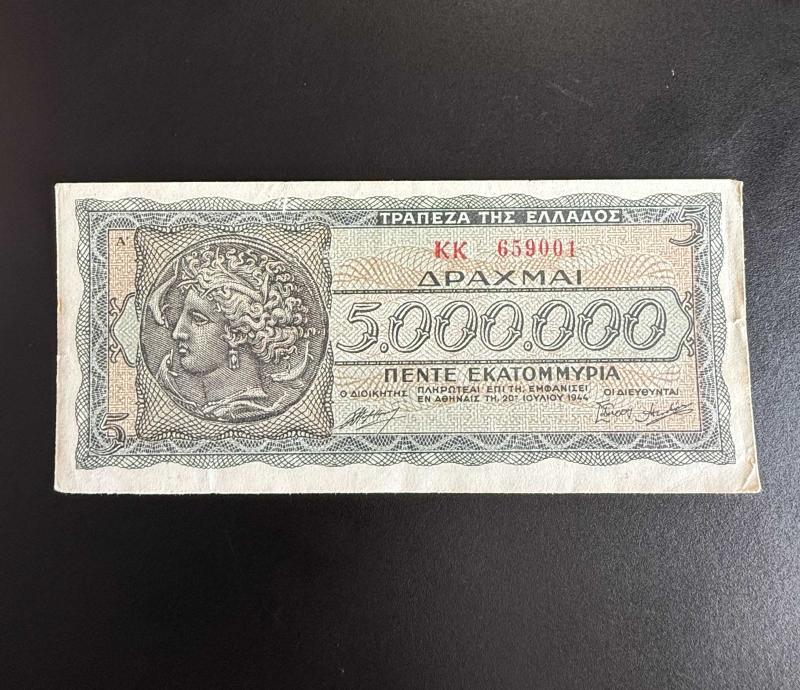 ΤΡΑΠΕΖΑ ΤΗΣ ΕΛΛΑΔΟΣ
5
Α'
ΚΚ 659001
ΔΡΑΧΜΑΙ
5.000.000
ΠΕΝΤΕ ΕΚΑΤΟΜΜΥΡΙΑ
Ο ΔΙΟΙΚΗΤΗΣ ΠΛΗΡΩΤΕΑΙ ΕΠΙ ΤΗ, ΕΜΦΑΝΙΣΕΙ ΟΙ ΔΙΕΥΘΥΝΤΑΙ
ΕΝ ΑΘΗΝΑΙΣ ΤΗ, 20ῌ ΙΟΥΛΙΟΥ 1944
5